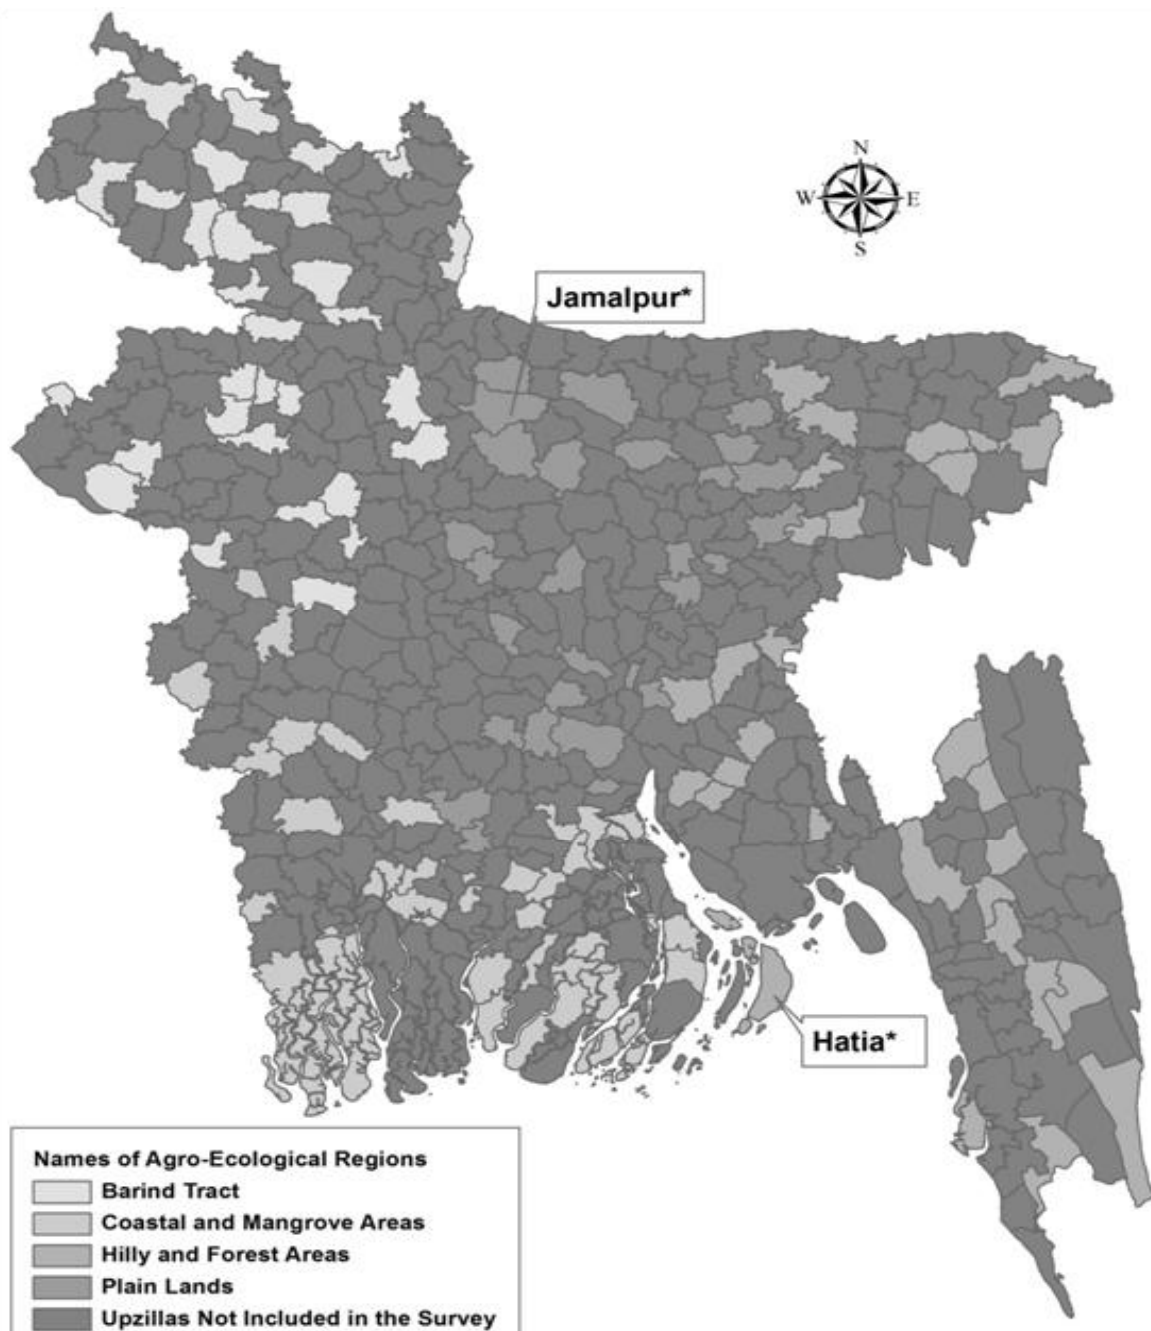 N
W E
S
Jamalpur*
Hatia*
Names of Agro-Ecological Regions
Barind Tract
Coastal and Mangrove Areas
Hilly and Forest Areas
Plain Lands
Upzillas Not Included in the Survey